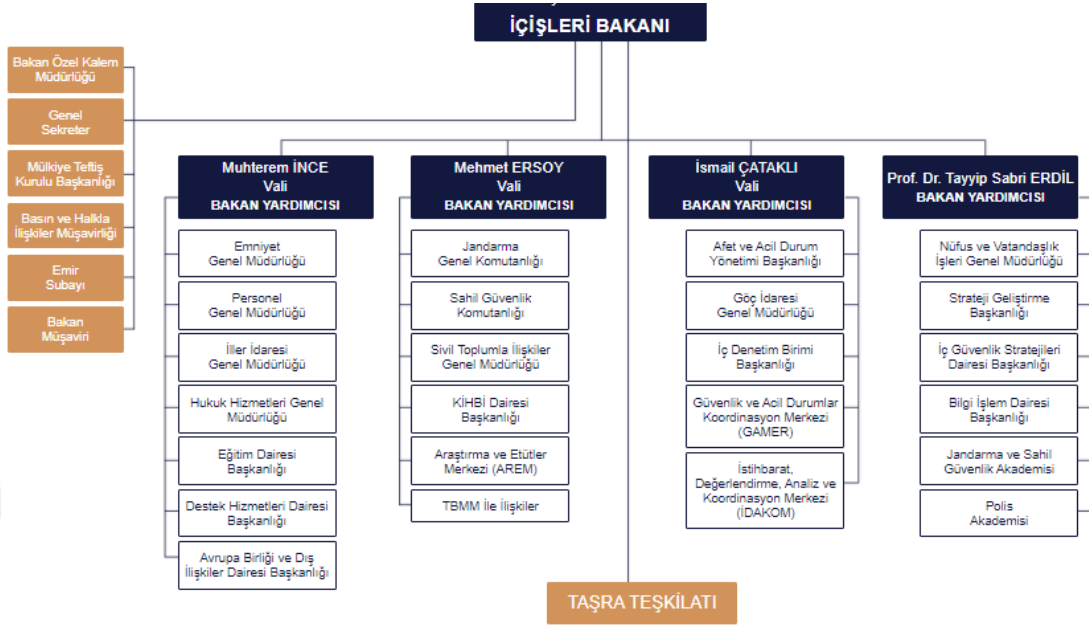 İÇİŞLERİ BAKANI
Bakan Özel Kalem
Müdürlüğü
Genel
Sekreter
Mülkiye Teftiş
Kurulu Başkanlığı
Basın ve Halkla
İlişkiler Müşavirliği
Emir
Subayı
Bakan
Müşaviri
Muhterem İNCE
Vali
BAKAN YARDIMCISI
Emniyet
Genel Müdürlüğü
Personel
Genel Müdürlüğü
İller İdaresi
Genel Müdürlüğü
Hukuk Hizmetleri Genel
Müdürlüğü
Eğitim Dairesi
Başkanlığı
Destek Hizmetleri Dairesi
Başkanlığı
Avrupa Birliği ve Dış
İlişkiler Dairesi Başkanlığı
Mehmet ERSOY
Vali
BAKAN YARDIMCISI
Jandarma
Genel Komutanlığı
Sahil Güvenlik
Komutanlığı
Sivil Toplumla İlişkiler
Genel Müdürlüğü
KİHBİ Dairesi
Başkanlığı
Araştırma ve Etütler
Merkezi (AREM)
TBMM İle İlişkiler
İsmail ÇATAKLI
Vali
BAKAN YARDIMCISI
Afet ve Acil Durum
Yönetimi Başkanlığı
Göç İdaresi
Genel Müdürlüğü
İç Denetim Birimi
Başkanlığı
Güvenlik ve Acil Durumlar
Koordinasyon Merkezi
(GAMER)
İstihbarat,
Değerlendirme, Analiz ve
Koordinasyon Merkezi
(İDAKOM)
Prof. Dr. Tayyip Sabri ERDİL
BAKAN YARDIMCISI
Nüfus ve Vatandaşlık
İşleri Genel Müdürlüğü
Strateji Geliştirme
Başkanlığı
İç Güvenlik Stratejileri
Dairesi Başkanlığı
Bilgi İşlem Dairesi
Başkanlığı
Jandarma ve Sahil
Güvenlik Akademisi
Polis
Akademisi
TAŞRA TEŞKİLATI